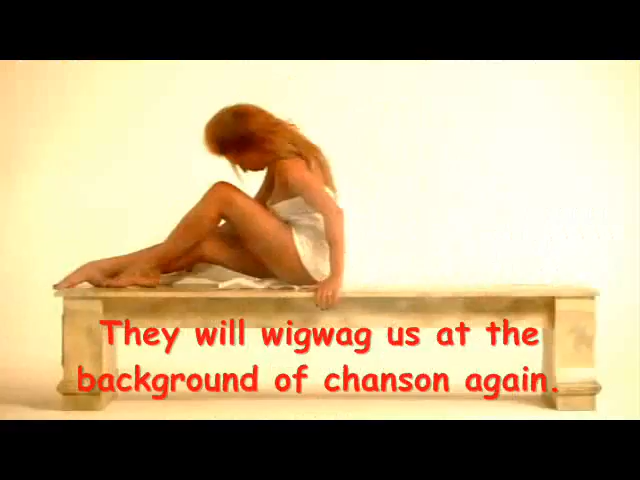 They will wigwag us at the
background of chanson again.